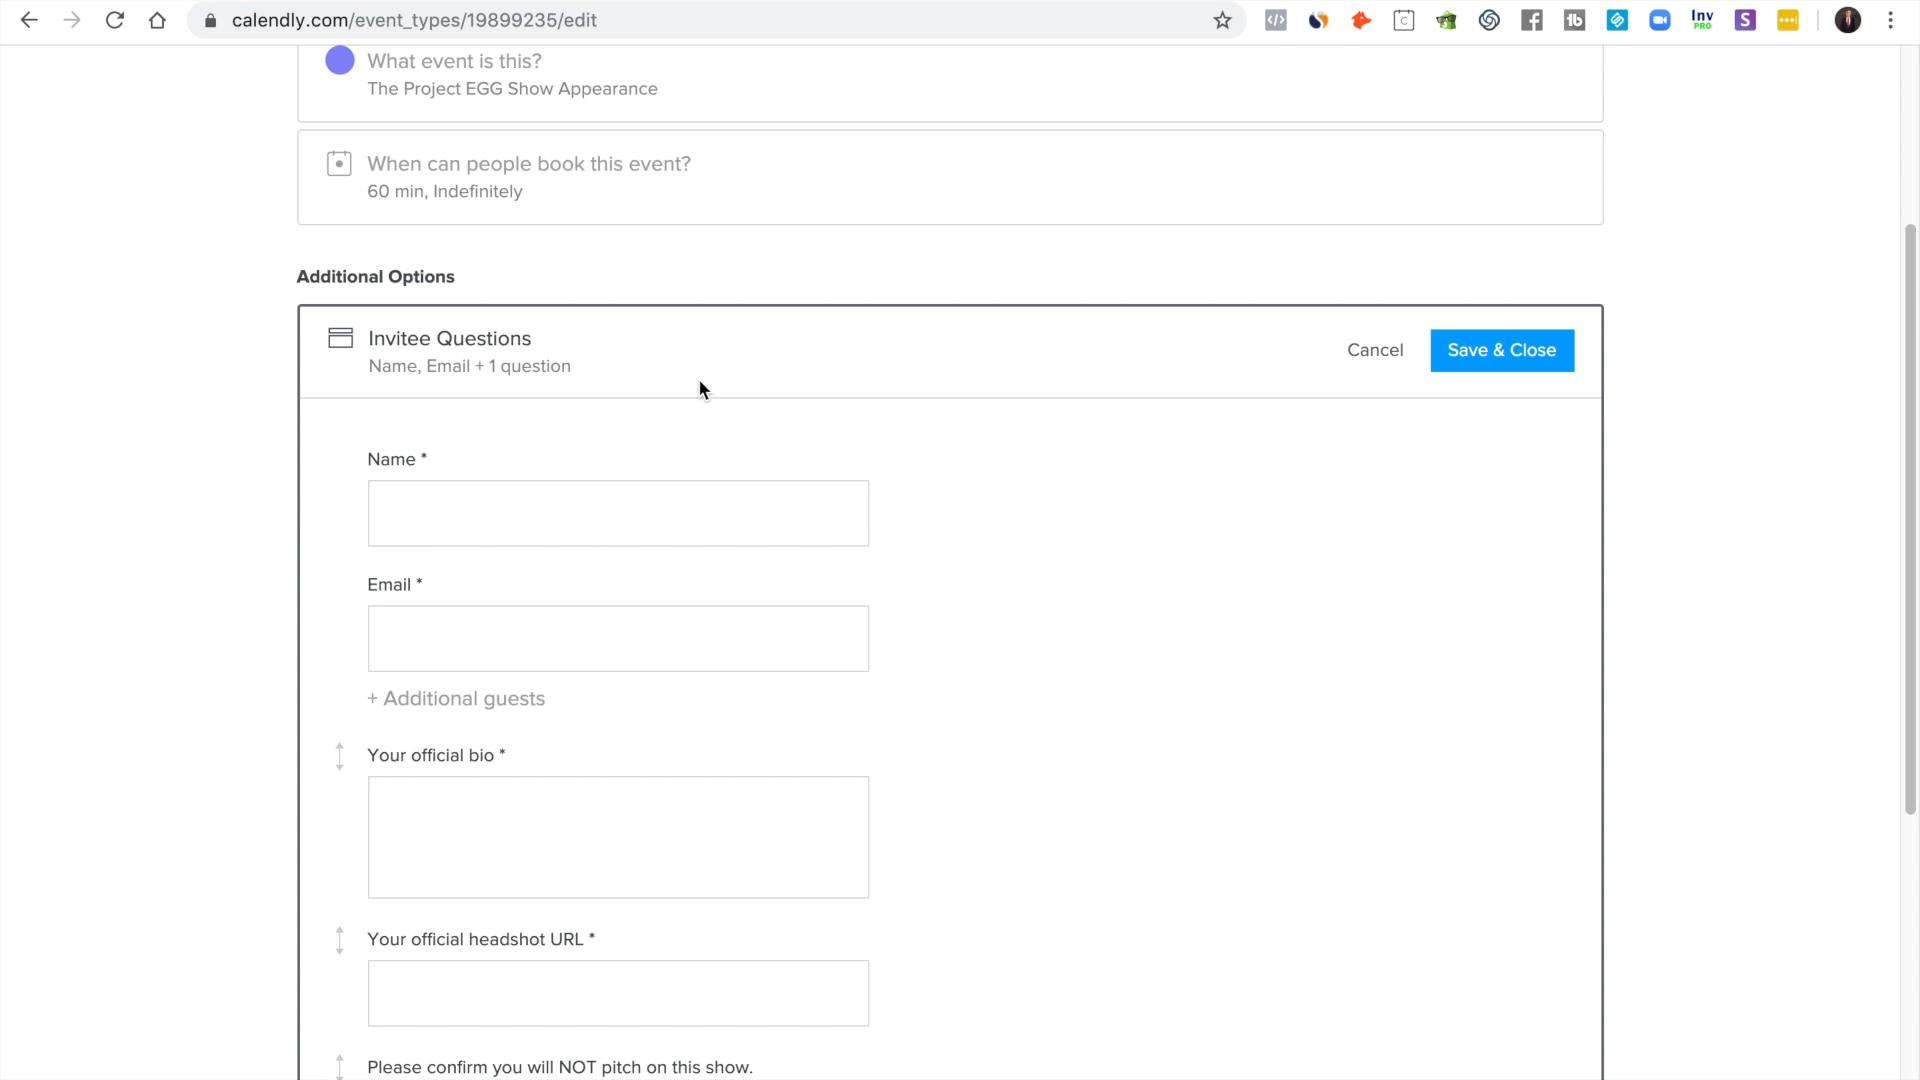 calendly.com/event_types/19899235/edit
Inv
PRO
What event is this?
The Project EGG Show Appearance
When can people book this event?
60 min, Indefinitely
Additional Options
Invitee Questions
Name, Email + 1 question
Cancel
Save & Close
Name *
Email *
+ Additional guests
Your official bio *
Your official headshot URL *
Please confirm you will NOT pitch on this show.